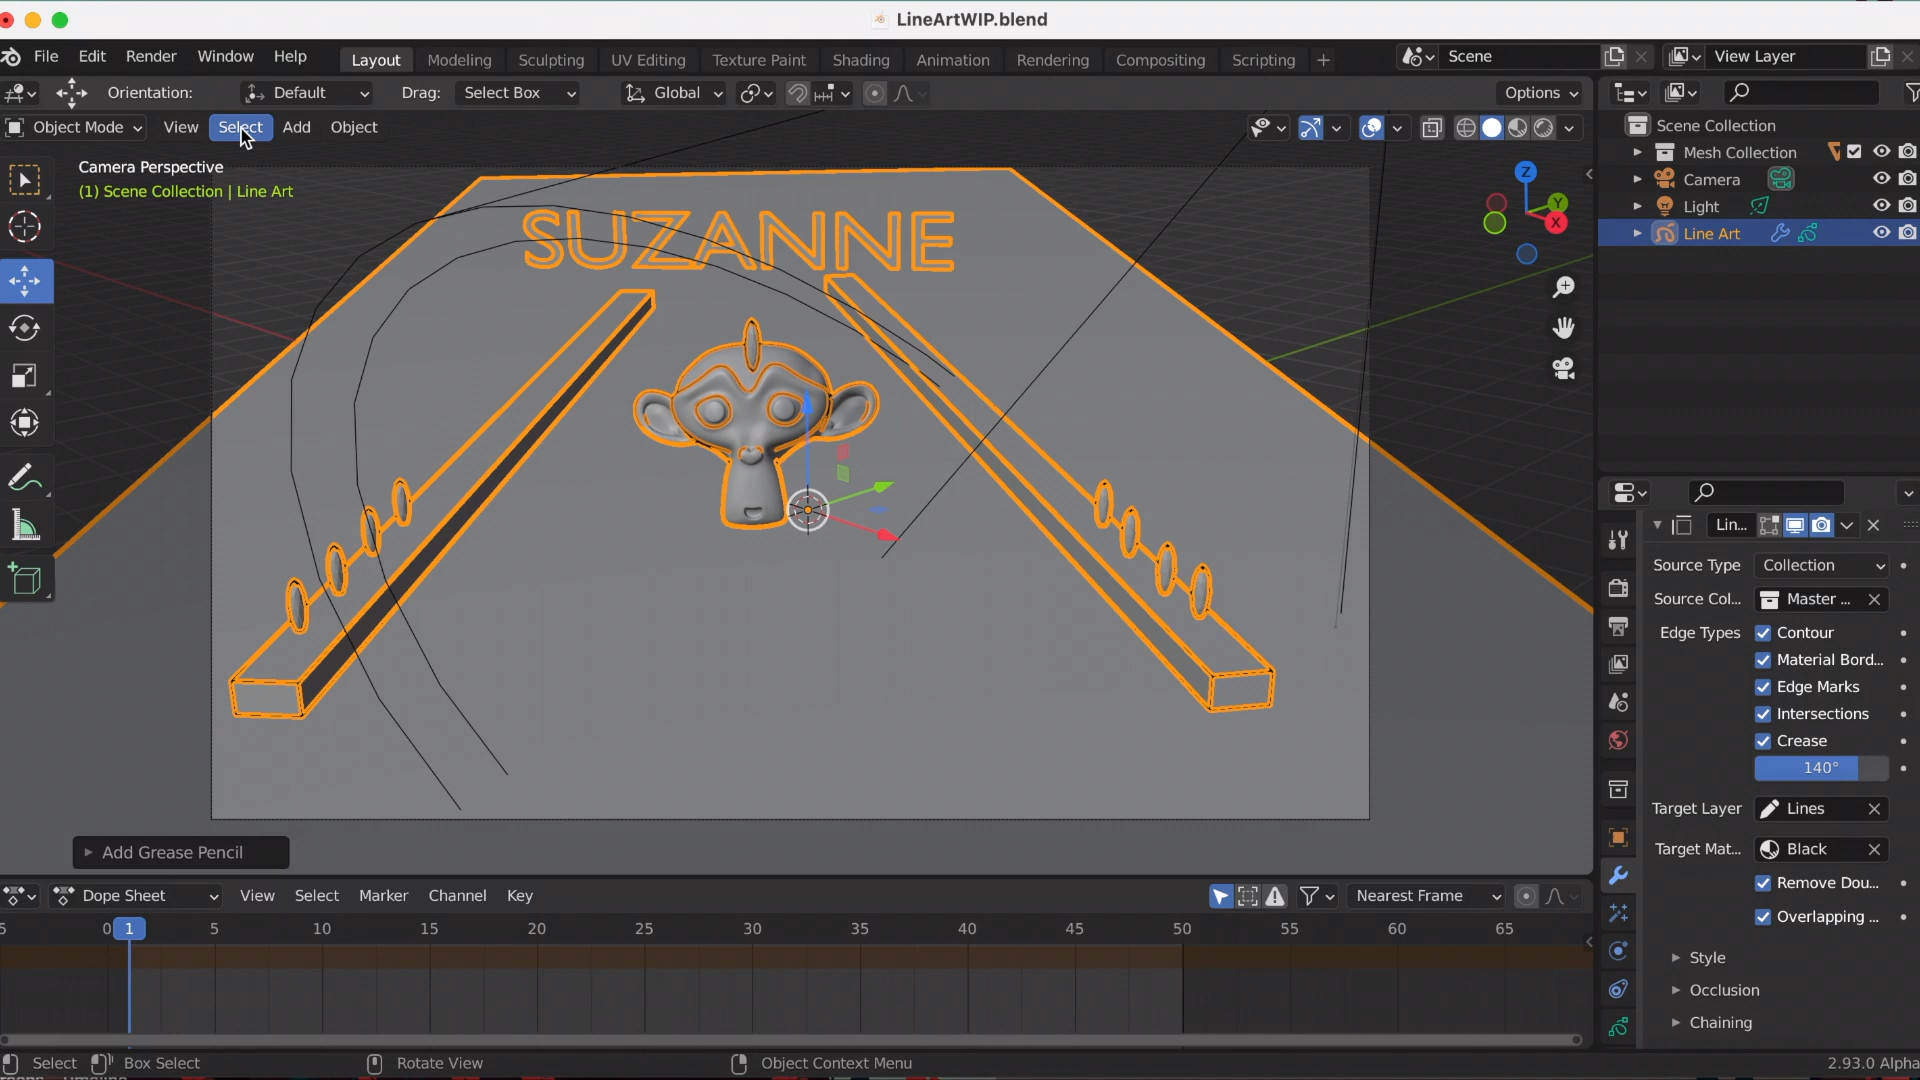 LineArtWIP.blend
File Edit Render Window Help Layout Modeling Sculpting UV Editing Texture Paint Shading Animation Rendering Compositing Scripting + Scene View Layer
Orientation: Default Drag: Select Box Global Options
Object Mode View Select Add Object
Camera Perspective
(1) Scene Collection | Line Art
SUZANNE
Z
Y
X
Add Grease Pencil
Scene Collection
Mesh Collection
Camera
Light
Line Art
Lin...
Source Type Collection
Source Col... Master ...
Edge Types Contour
Material Bord...
Edge Marks
Intersections
Crease
140°
Target Layer Lines
Target Mat... Black
Remove Dou...
Overlapping ...
Style
Occlusion
Chaining
Dope Sheet View Select Marker Channel Key Nearest Frame
5 0 1 5 10 15 20 25 30 35 40 45 50 55 60 65
Select Box Select Rotate View Object Context Menu 2.93.0 Alpha